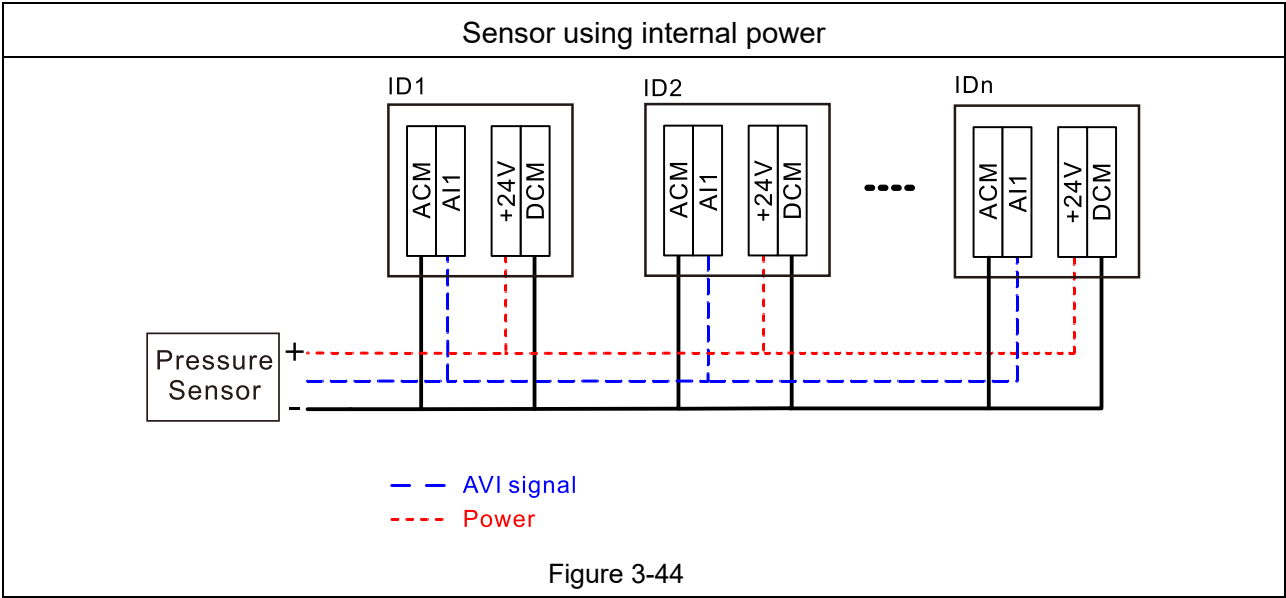 Sensor using internal power
ID1
ID2
IDn
ACM
AI1
+24V
DCM
ACM
AI1
+24V
DCM
ACM
AI1
+24V
DCM
Pressure
Sensor
+
-
AVI signal
Power
Figure 3-44